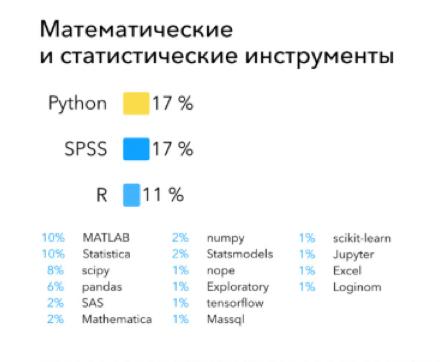 Математические
и статистические инструменты
Python 17 %
SPSS 17 %
R 11 %
10% MATLAB
10% Statistica
8% scipy
6% pandas
2% SAS
2% Mathematica
2% numpy
2% Statsmodels
1% nope
1% Exploratory
1% tensorflow
1% Massql
1% scikit-learn
1% Jupyter
1% Excel
1% Loginom